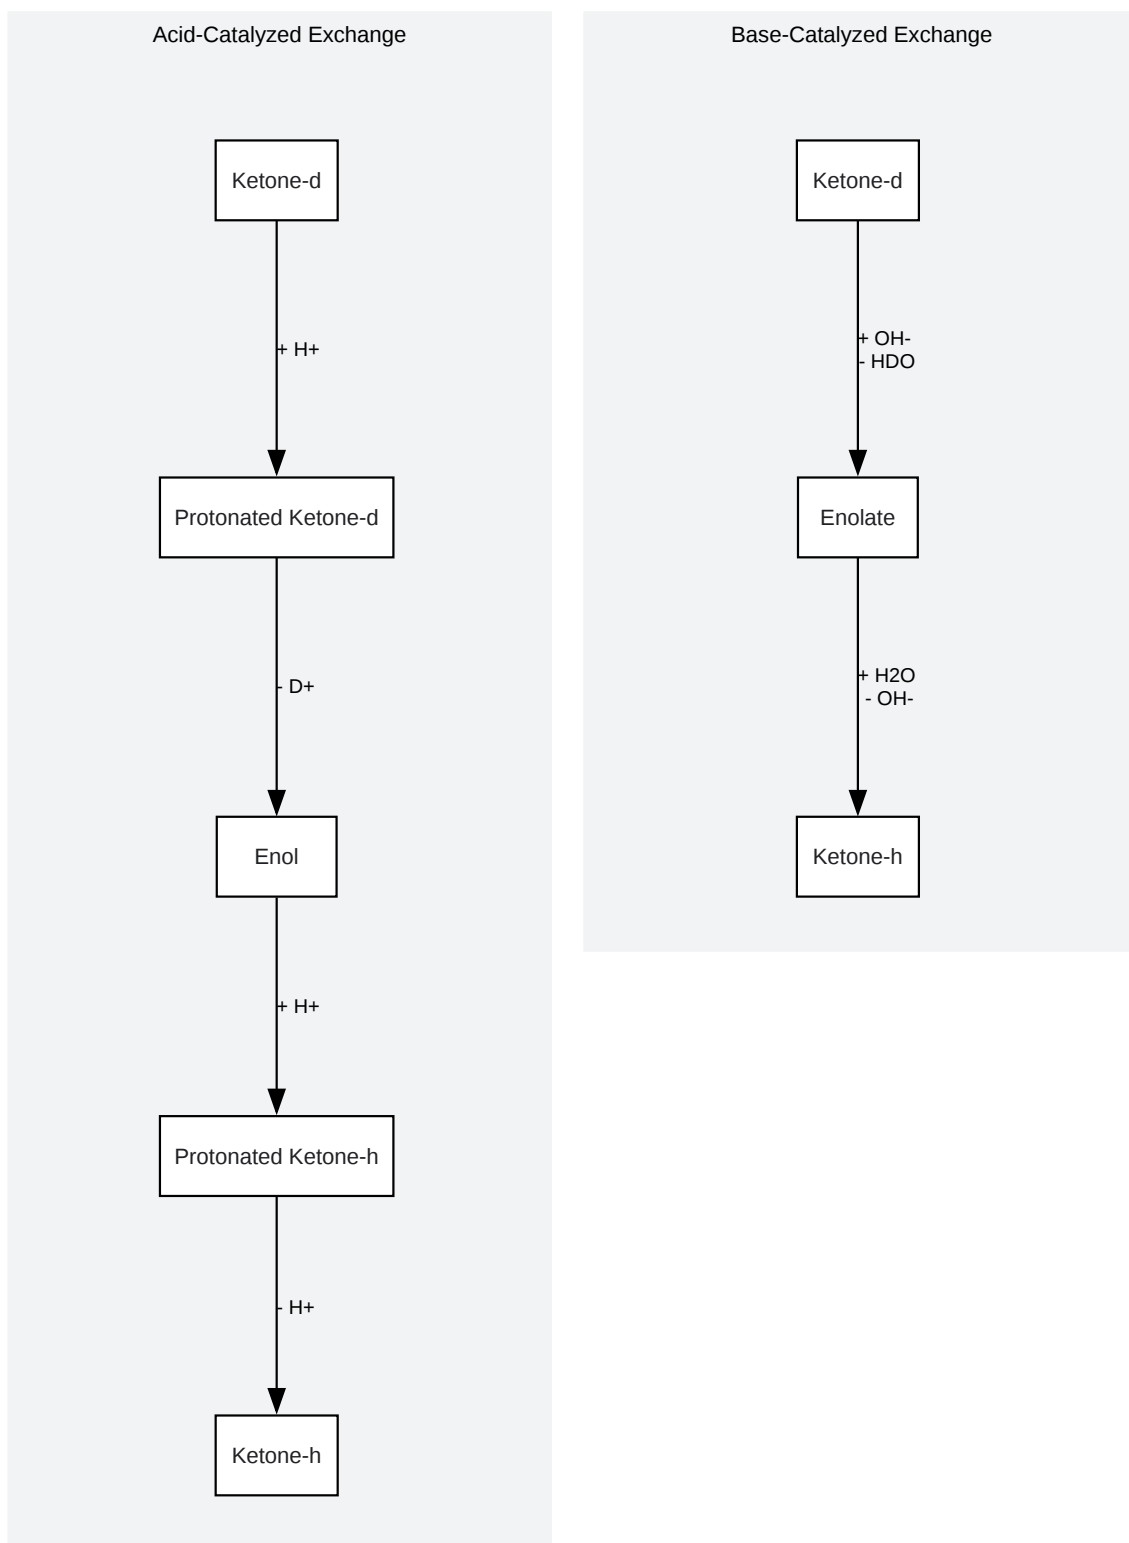 Acid-Catalyzed Exchange
Ketone-d
+ H+
Protonated Ketone-d
- D+
Enol
+ H+
Protonated Ketone-h
- H+
Ketone-h
Base-Catalyzed Exchange
Ketone-d
+ OH-
- HDO
Enolate
+ H2O
- OH-
Ketone-h